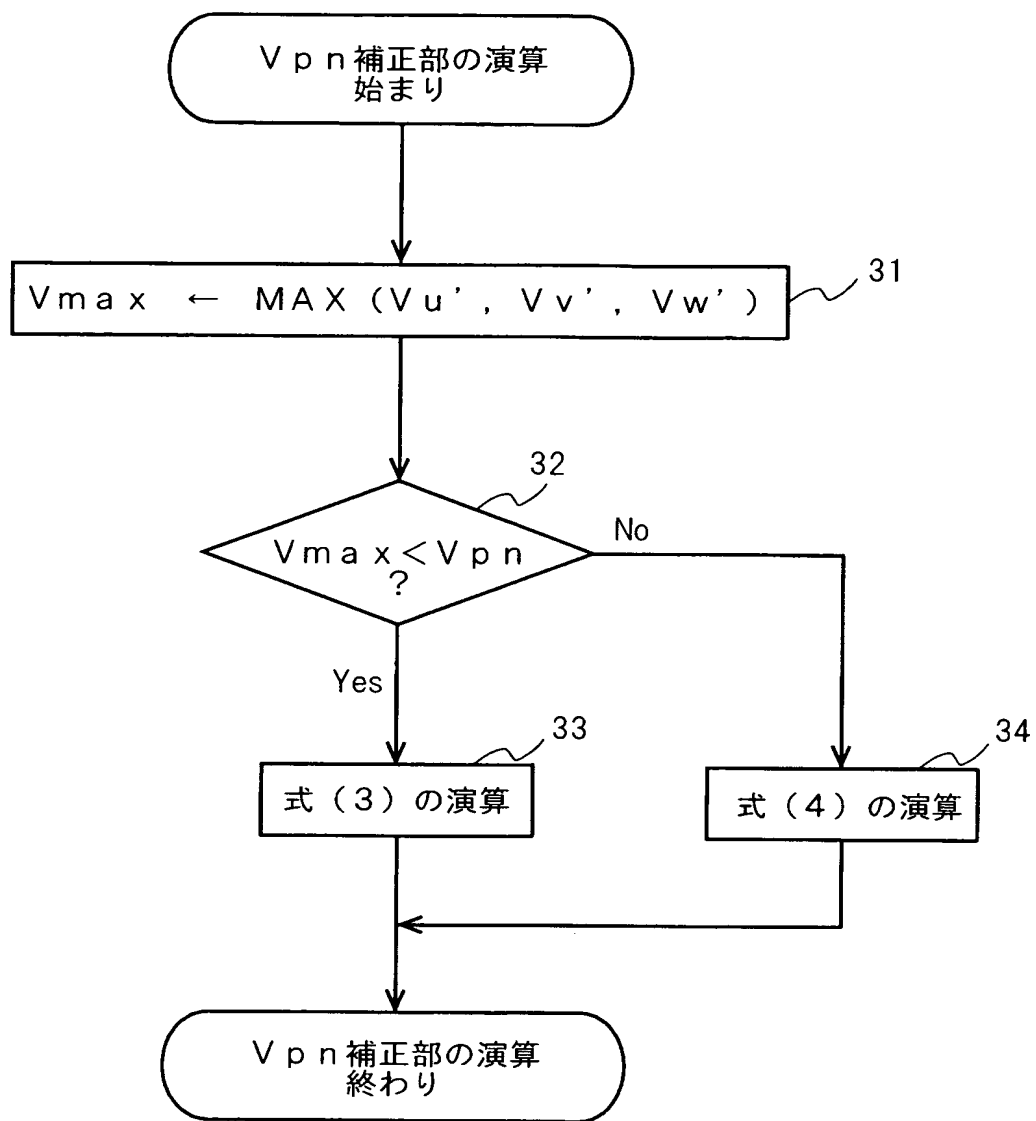 Vpn補正部の演算
始まり
Vmax ← MAX(Vu', Vv', Vw')
31
32
Vmax<Vpn
?
No
Yes
33
式(3)の演算
34
式(4)の演算
Vpn補正部の演算
終わり